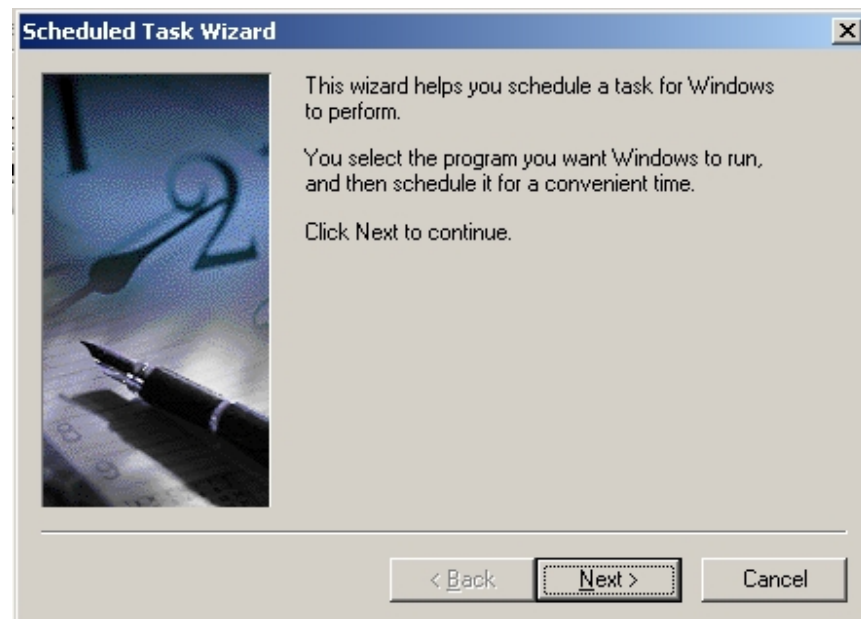 Scheduled Task Wizard
This wizard helps you schedule a task for Windows
to perform.
You select the program you want Windows to run,
and then schedule it for a convenient time.
Click Next to continue.
2
< Back
Next >
Cancel